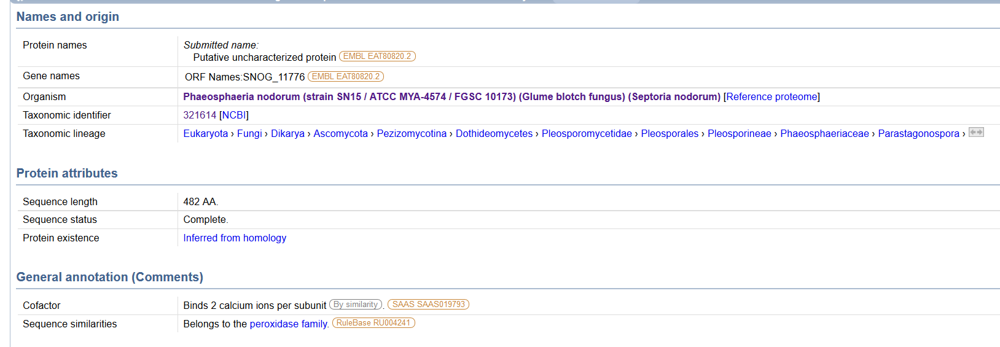 Names and origin
Protein names Submitted name:
Putative uncharacterized protein EMBL EAT80820.2
Gene names ORF Names:SNOG_11776 EMBL EAT80820.2
Organism Phaeosphaeria nodorum (strain SN15 / ATCC MYA-4574 / FGSC 10173) (Glume blotch fungus) (Septoria nodorum) [Reference proteome]
Taxonomic identifier 321614 [NCBI]
Taxonomic lineage Eukaryota › Fungi › Dikarya › Ascomycota › Pezizomycotina › Dothideomycetes › Pleosporomycetidae › Pleosporales › Pleosporineae › Phaeosphaeriaceae › Parastagonospora ›
Protein attributes
Sequence length 482 AA.
Sequence status Complete.
Protein existence Inferred from homology
General annotation (Comments)
Cofactor Binds 2 calcium ions per subunit By similarity. SAAS SAAS019793
Sequence similarities Belongs to the peroxidase family. RuleBase RU004241